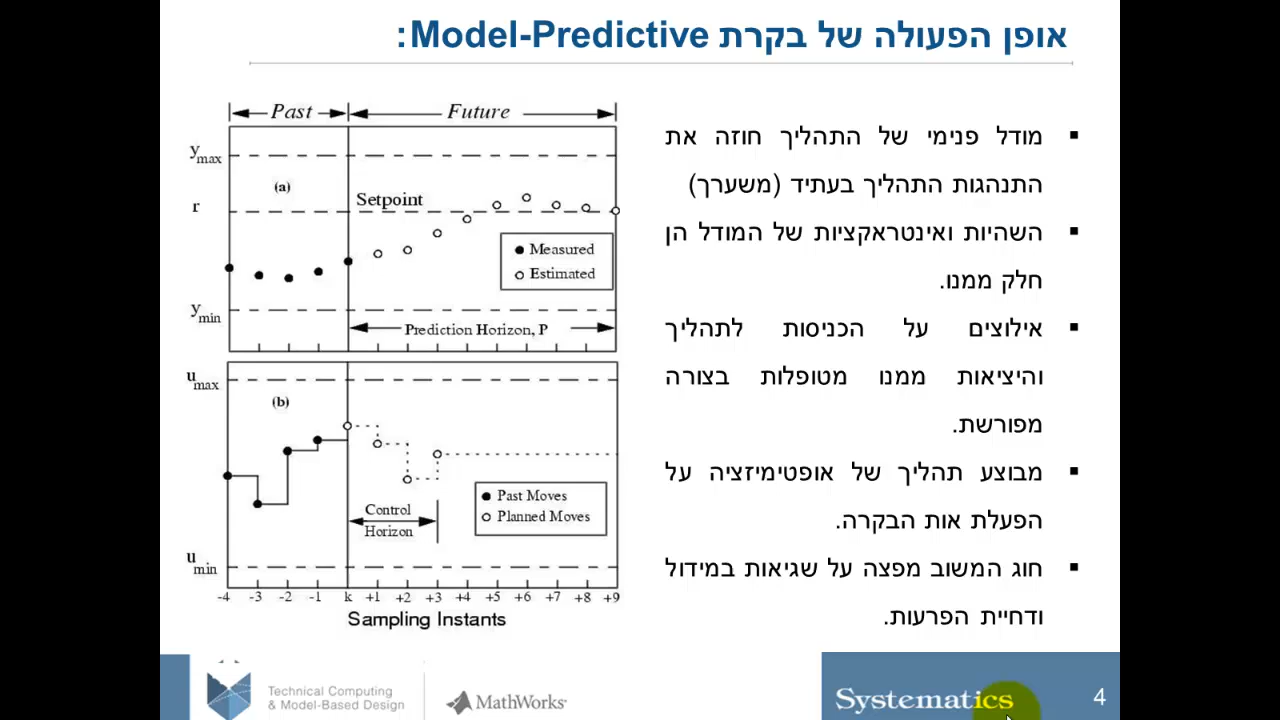 אופן הפעולה של בקרת Model-Predictive:
Past
Future
ymax
(a)
r
Setpoint
Measured
Estimated
ymin
Prediction Horizon, P
umax
(b)
Past Moves
Planned Moves
Control
Horizon
umin
-4 -3 -2 -1 k +1 +2 +3 +4 +5 +6 +7 +8 +9
Sampling Instants
▪ מודל פנימי של התהליך חוזה את
התנהגות התהליך בעתיד (משערך)
▪ השהיות ואינטראקציות של המודל הן
חלק ממנו.
▪ אילוצים על הכניסות לתהליך
והיציאות ממנו מטופלות בצורה
מפורשת.
▪ מבוצע תהליך של אופטימיזציה על
הפעלת אות הבקרה.
▪ חוג המשוב מפצה על שגיאות במידול
ודחיית הפרעות.
Technical Computing
& Model-Based Design
MathWorks
Systematics
4